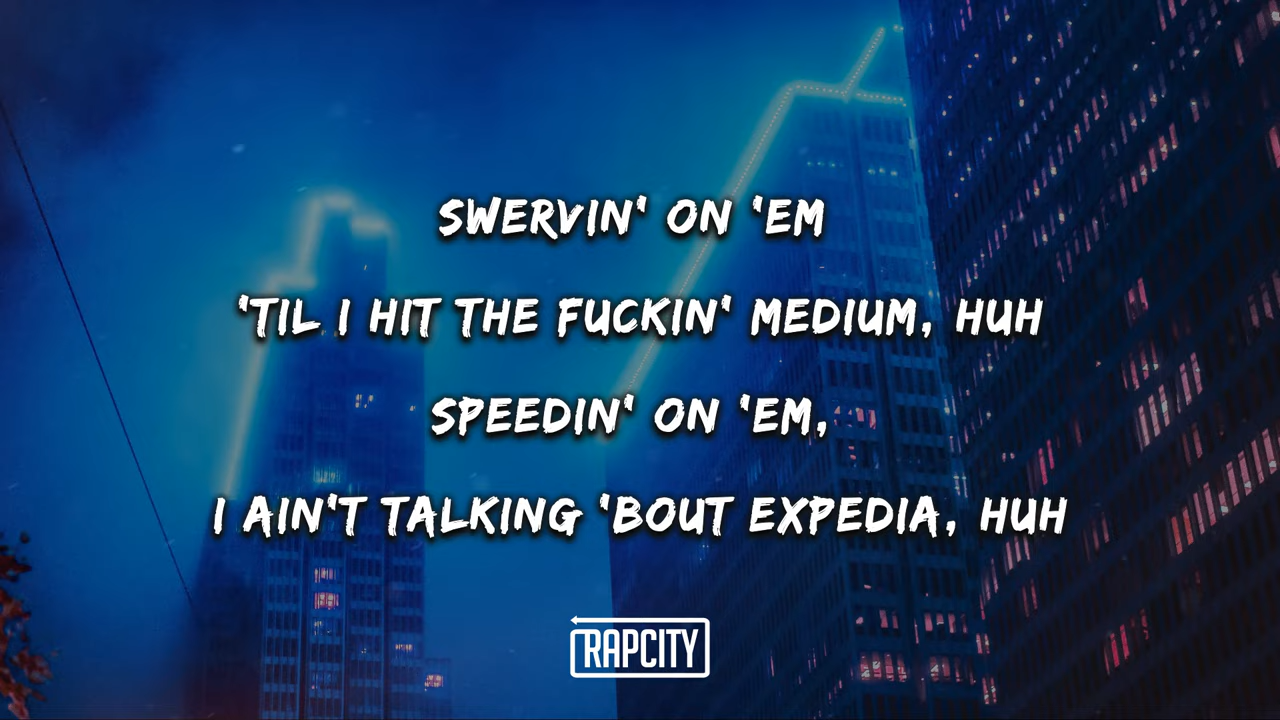 SWERVIN' ON 'EM
'TIL I HIT THE FUCKIN' MEDIUM, HUH
SPEEDIN' ON 'EM,
I AIN'T TALKING 'BOUT EXPEDIA, HUH
RAPCITY